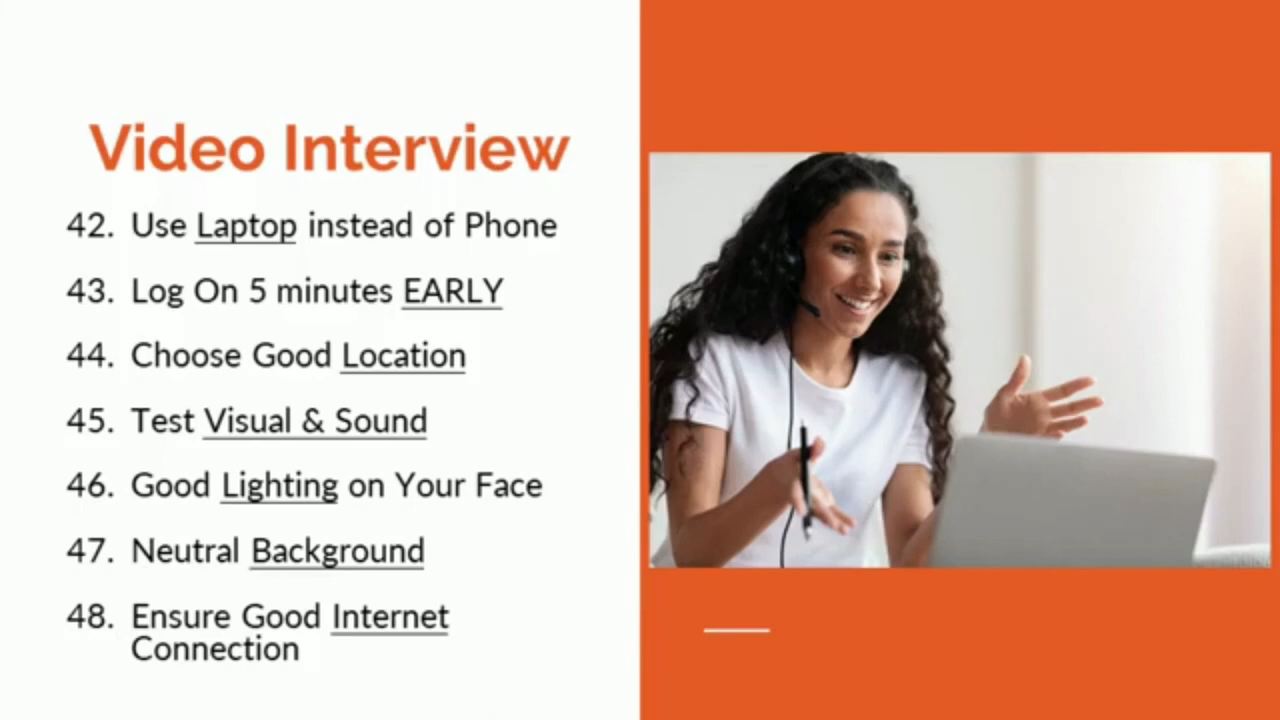 Video Interview
42. Use Laptop instead of Phone
43. Log On 5 minutes EARLY
44. Choose Good Location
45. Test Visual & Sound
46. Good Lighting on Your Face
47. Neutral Background
48. Ensure Good Internet
Connection